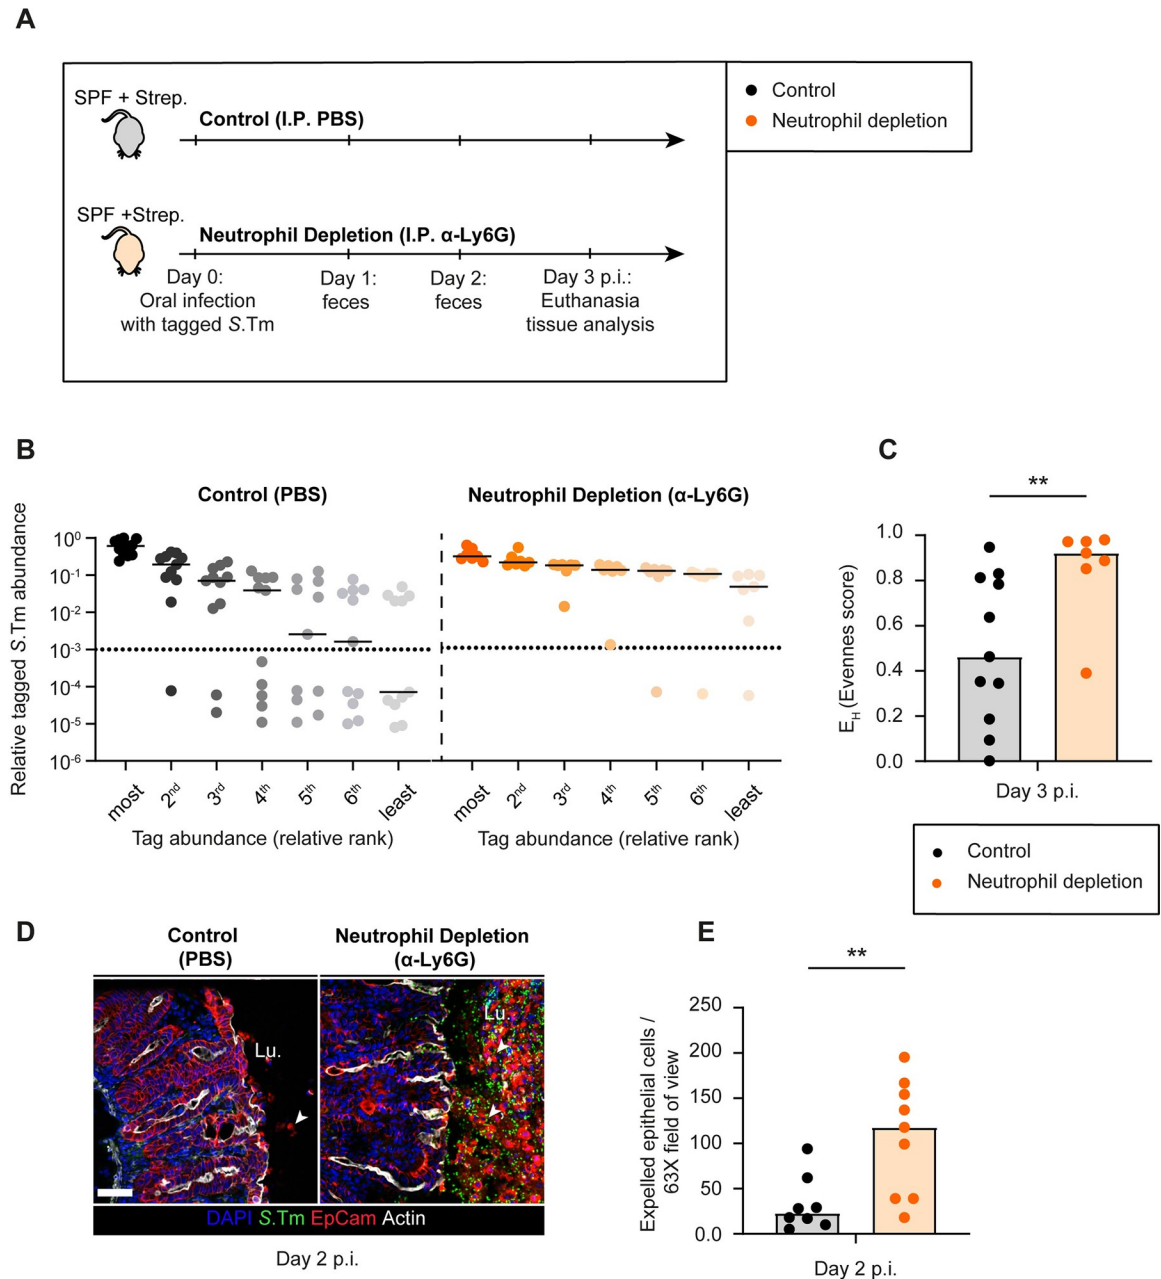 A
SPF + Strep.
Control (I.P. PBS)
Control
Neutrophil depletion
SPF +Strep.
Neutrophil Depletion (I.P. α-Ly6G)
Day 0:
Oral infection
with tagged S.Tm
Day 1:
feces
Day 2:
feces
Day 3 p.i.:
Euthanasia
tissue analysis
B
Relative tagged S.Tm abundance
Control (PBS)
Neutrophil Depletion (α-Ly6G)
10⁰
10⁻¹
10⁻²
10⁻³
10⁻⁴
10⁻⁵
10⁻⁶
most 2nd 3rd 4th 5th 6th least
Tag abundance (relative rank)
most 2nd 3rd 4th 5th 6th least
Tag abundance (relative rank)
C
**
E_H (Evennes score)
1.0
0.8
0.6
0.4
0.2
0.0
Day 3 p.i.
Control
Neutrophil depletion
D
Control
(PBS)
Neutrophil Depletion
(α-Ly6G)
Lu.
Lu.
DAPI S.Tm EpCam Actin
Day 2 p.i.
E
**
Expelled epithelial cells /
63X field of view
250
200
150
100
50
0.0
Day 2 p.i.